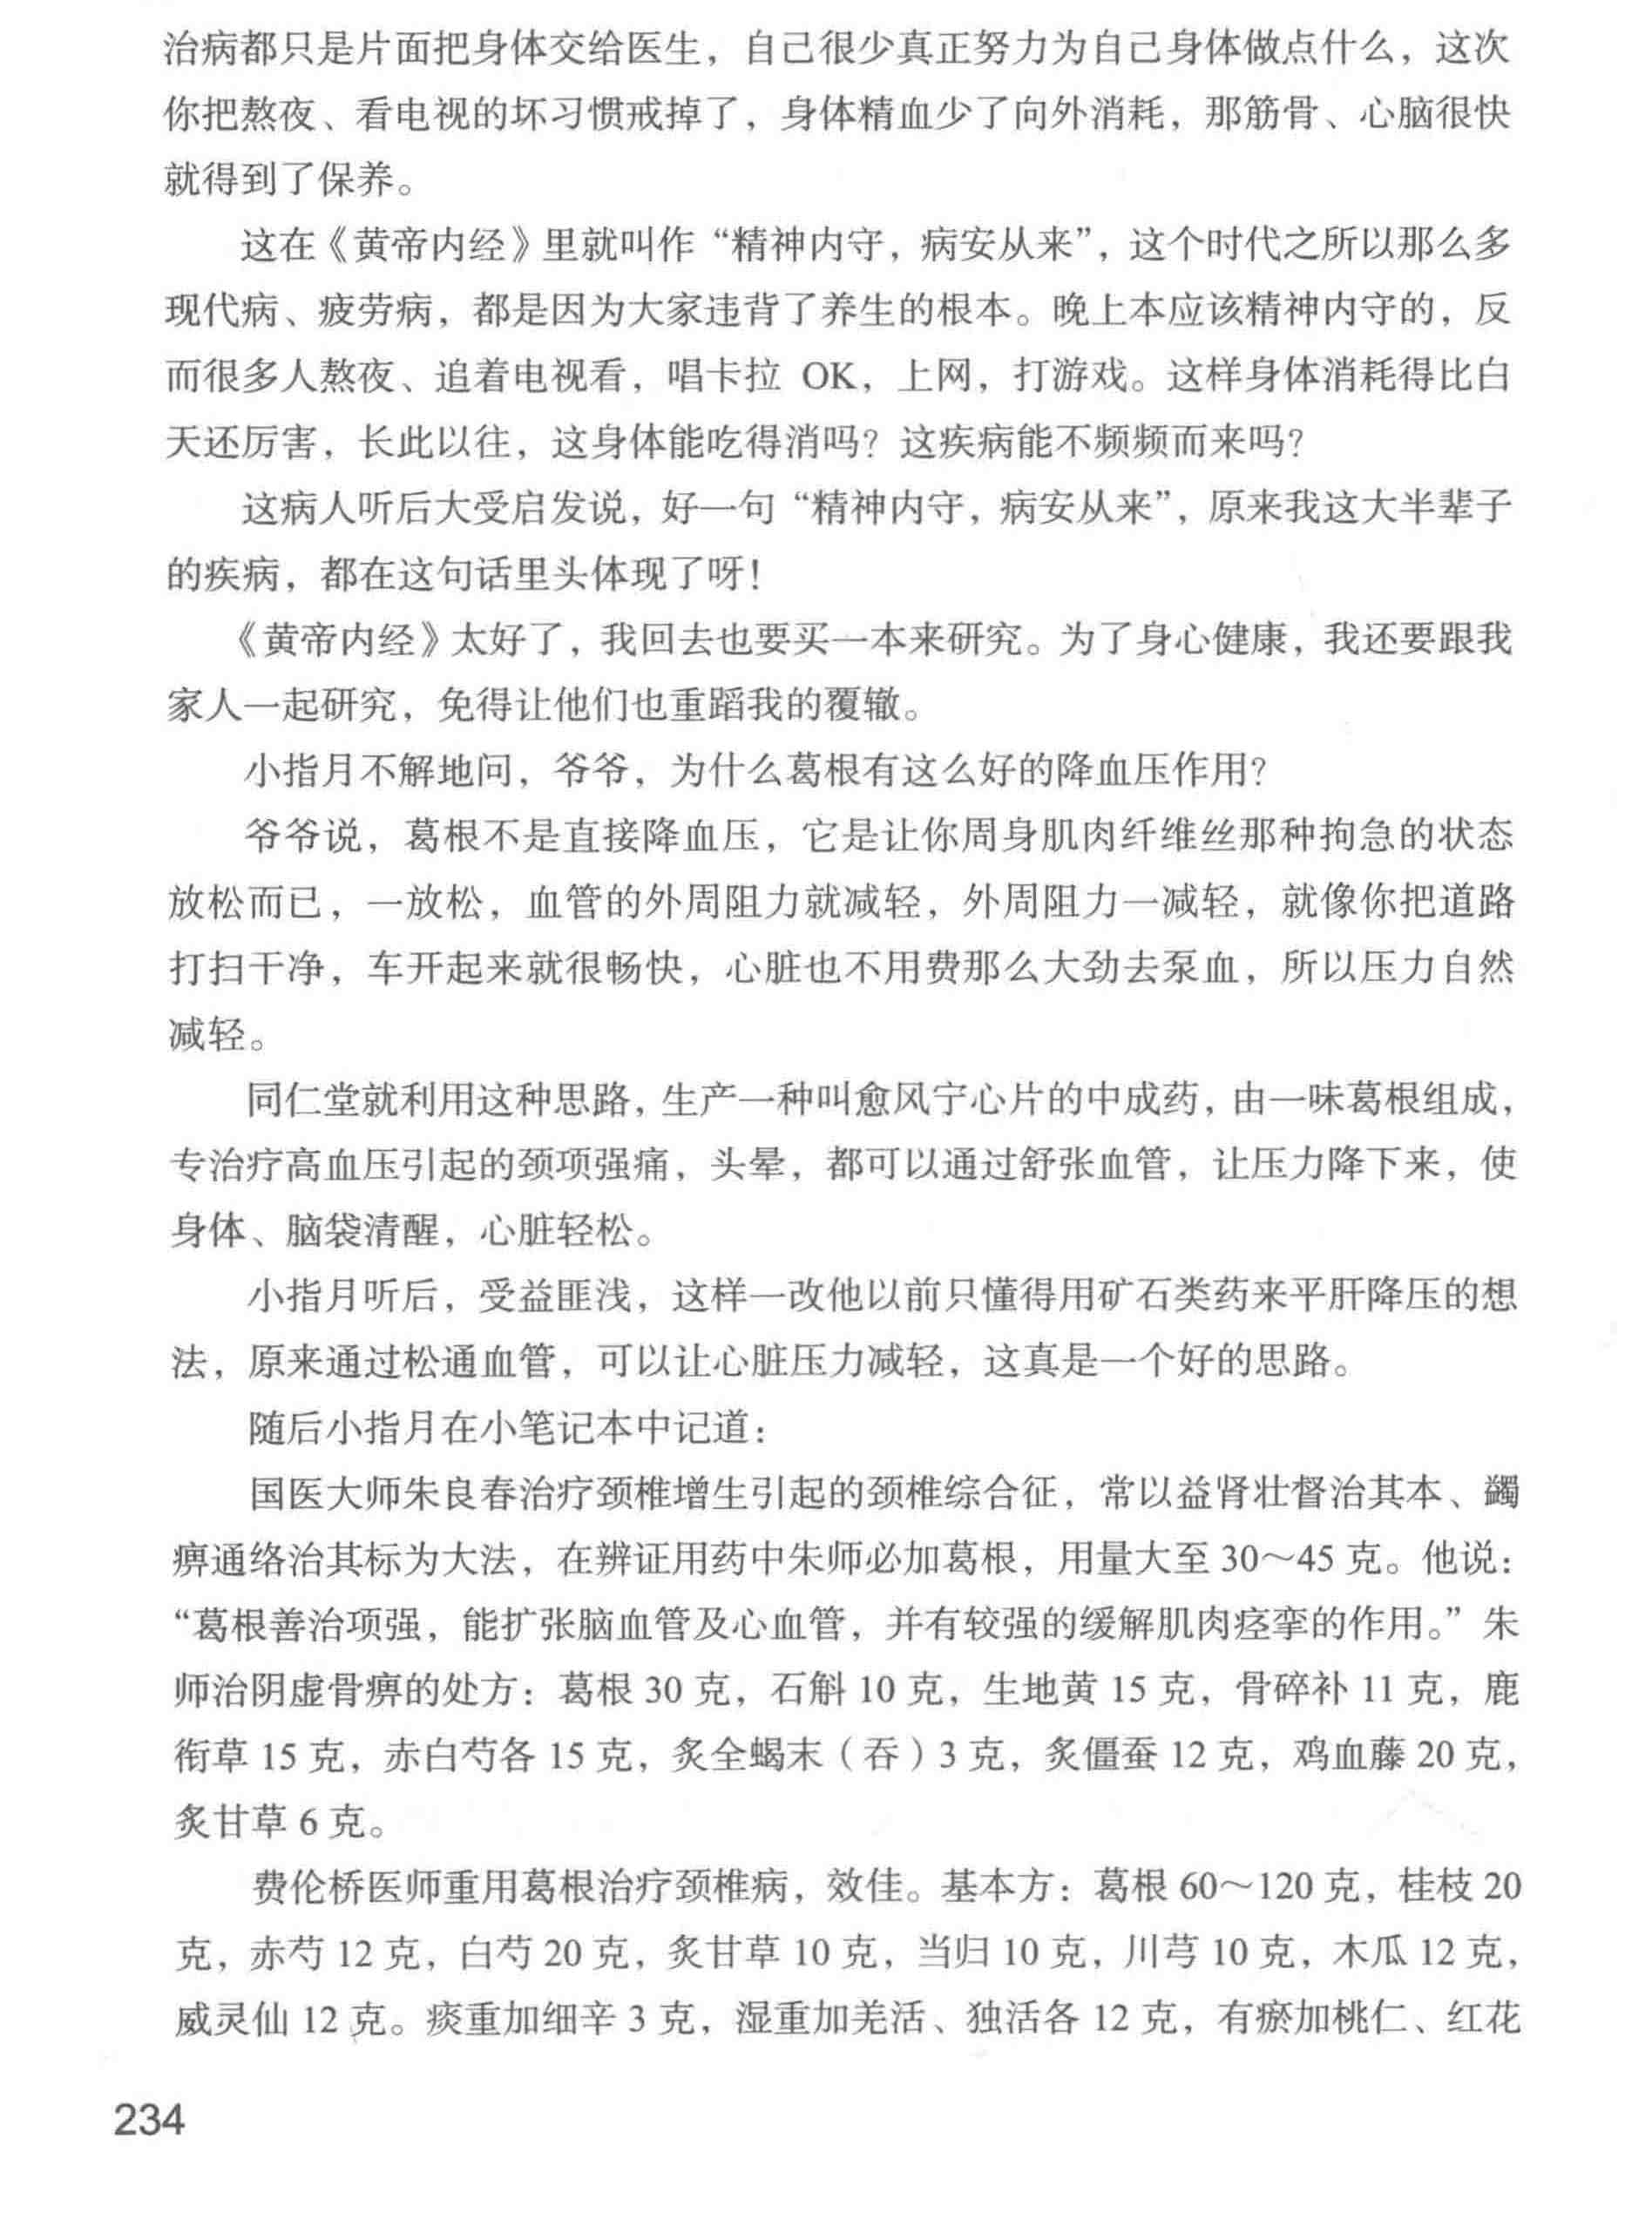 治病都只是片面把身体交给医生，自己很少真正努力为自己身体做点什么，这次
你把熬夜、看电视的坏习惯戒掉了，身体精血少了向外消耗，那筋骨、心脑很快
就得到了保养。
这在《黄帝内经》里就叫作“精神内守，病安从来”，这个时代之所以那么多
现代病、疲劳病，都是因为大家违背了养生的根本。晚上本应该精神内守的，反
而很多人熬夜、追着电视看，唱卡拉 OK，上网，打游戏。这样身体消耗得比白
天还厉害，长此以往，这身体能吃得消吗？这疾病能不频频而来吗？
这病人听后大受启发说，好一句“精神内守，病安从来”，原来我这大半辈子
的疾病，都在这句话里头体现了呀！
《黄帝内经》太好了，我回去也要买一本来研究。为了身心健康，我还要跟我
家人一起研究，免得让他们也重蹈我的覆辙。
小指月不解地问，爷爷，为什么葛根有这么好的降血压作用？
爷爷说，葛根不是直接降血压，它是让你周身肌肉纤维丝那种拘急的状态
放松而已，一放松，血管的外周阻力就减轻，外周阻力一减轻，就像你把道路
打扫干净，车开起来就很畅快，心脏也不用费那么大劲去泵血，所以压力自然
减轻。
同仁堂就利用这种思路，生产一种叫愈风宁心片的中成药，由一味葛根组成，
专治疗高血压引起的颈项强痛，头晕，都可以通过舒张血管，让压力降下来，使
身体、脑袋清醒，心脏轻松。
小指月听后，受益匪浅，这样一改他以前只懂得用矿石类药来平肝降压的想
法，原来通过松通血管，可以让心脏压力减轻，这真是一个好的思路。
随后小指月在小笔记本中记道：
国医大师朱良春治疗颈椎增生引起的颈椎综合征，常以益肾壮督治其本、蠲
痹通络治其标为大法，在辨证用药中朱师必加葛根，用量大至 30～45 克。他说：
“葛根善治项强，能扩张脑血管及心血管，并有较强的缓解肌肉痉挛的作用。”朱
师治阴虚骨痹的处方：葛根 30 克，石斛 10 克，生地黄 15 克，骨碎补 11 克，鹿
衔草 15 克，赤白芍各 15 克，炙全蝎末（吞）3 克，炙僵蚕 12 克，鸡血藤 20 克，
炙甘草 6 克。
费伦桥医师重用葛根治疗颈椎病，效佳。基本方：葛根 60～120 克，桂枝 20
克，赤芍 12 克，白芍 20 克，炙甘草 10 克，当归 10 克，川芎 10 克，木瓜 12 克，
威灵仙 12 克。痰重加细辛 3 克，湿重加羌活、独活各 12 克，有瘀加桃仁、红花
234